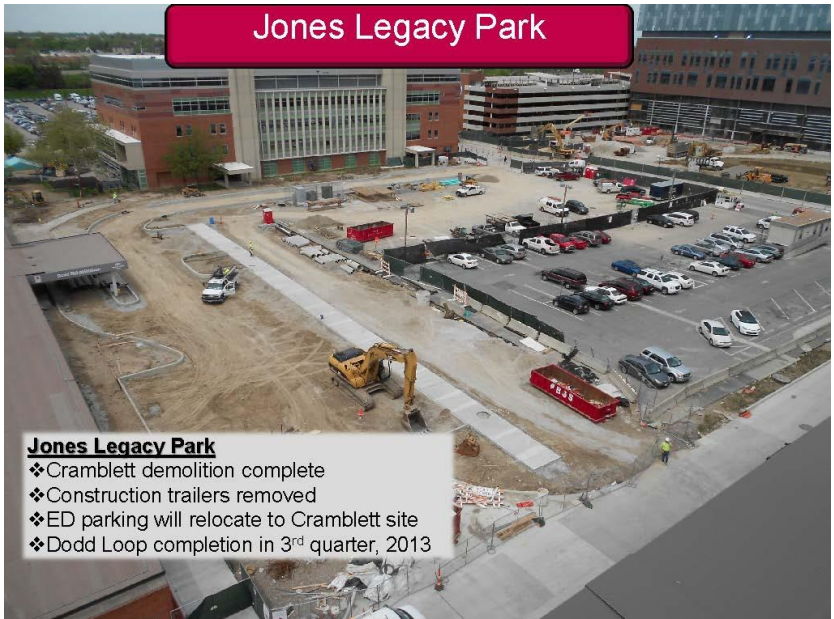 Jones Legacy Park
Jones Legacy Park
❖Cramblett demolition complete
❖Construction trailers removed
❖ED parking will relocate to Cramblett site
❖Dodd Loop completion in 3rd quarter, 2013